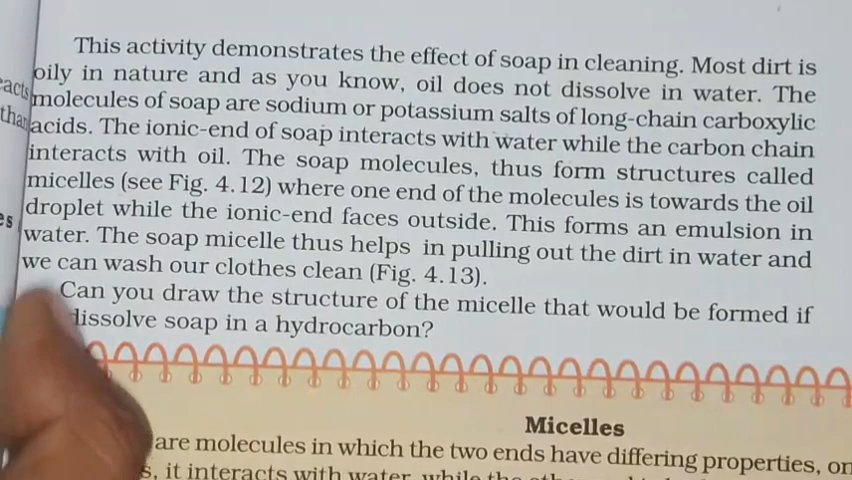 This activity demonstrates the effect of soap in cleaning. Most dirt is
oily in nature and as you know, oil does not dissolve in water. The
molecules of soap are sodium or potassium salts of long-chain carboxylic
acids. The ionic-end of soap interacts with water while the carbon chain
interacts with oil. The soap molecules, thus form structures called
micelles (see Fig. 4.12) where one end of the molecules is towards the oil
droplet while the ionic-end faces outside. This forms an emulsion in
water. The soap micelle thus helps in pulling out the dirt in water and
we can wash our clothes clean (Fig. 4.13).
Can you draw the structure of the micelle that would be formed if
dissolve soap in a hydrocarbon?
Micelles
are molecules in which the two ends have differing properties, on
s, it interacts with water, while the